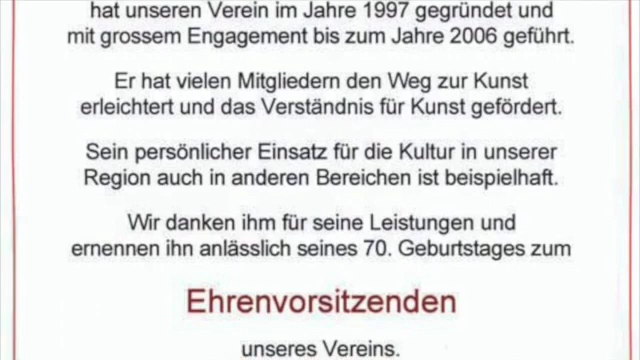 hat unseren Verein im Jahre 1997 gegründet und
mit grossem Engagement bis zum Jahre 2006 geführt.
Er hat vielen Mitgliedern den Weg zur Kunst
erleichtert und das Verständnis für Kunst gefördert.
Sein persönlicher Einsatz für die Kultur in unserer
Region auch in anderen Bereichen ist beispielhaft.
Wir danken ihm für seine Leistungen und
ernennen ihn anlässlich seines 70. Geburtstages zum
Ehrenvorsitzenden
unseres Vereins.